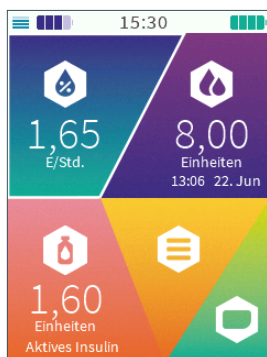 15:30
1,65
E/Std.
8,00
Einheiten
13:06 22. Jun
1,60
Einheiten
Aktives Insulin